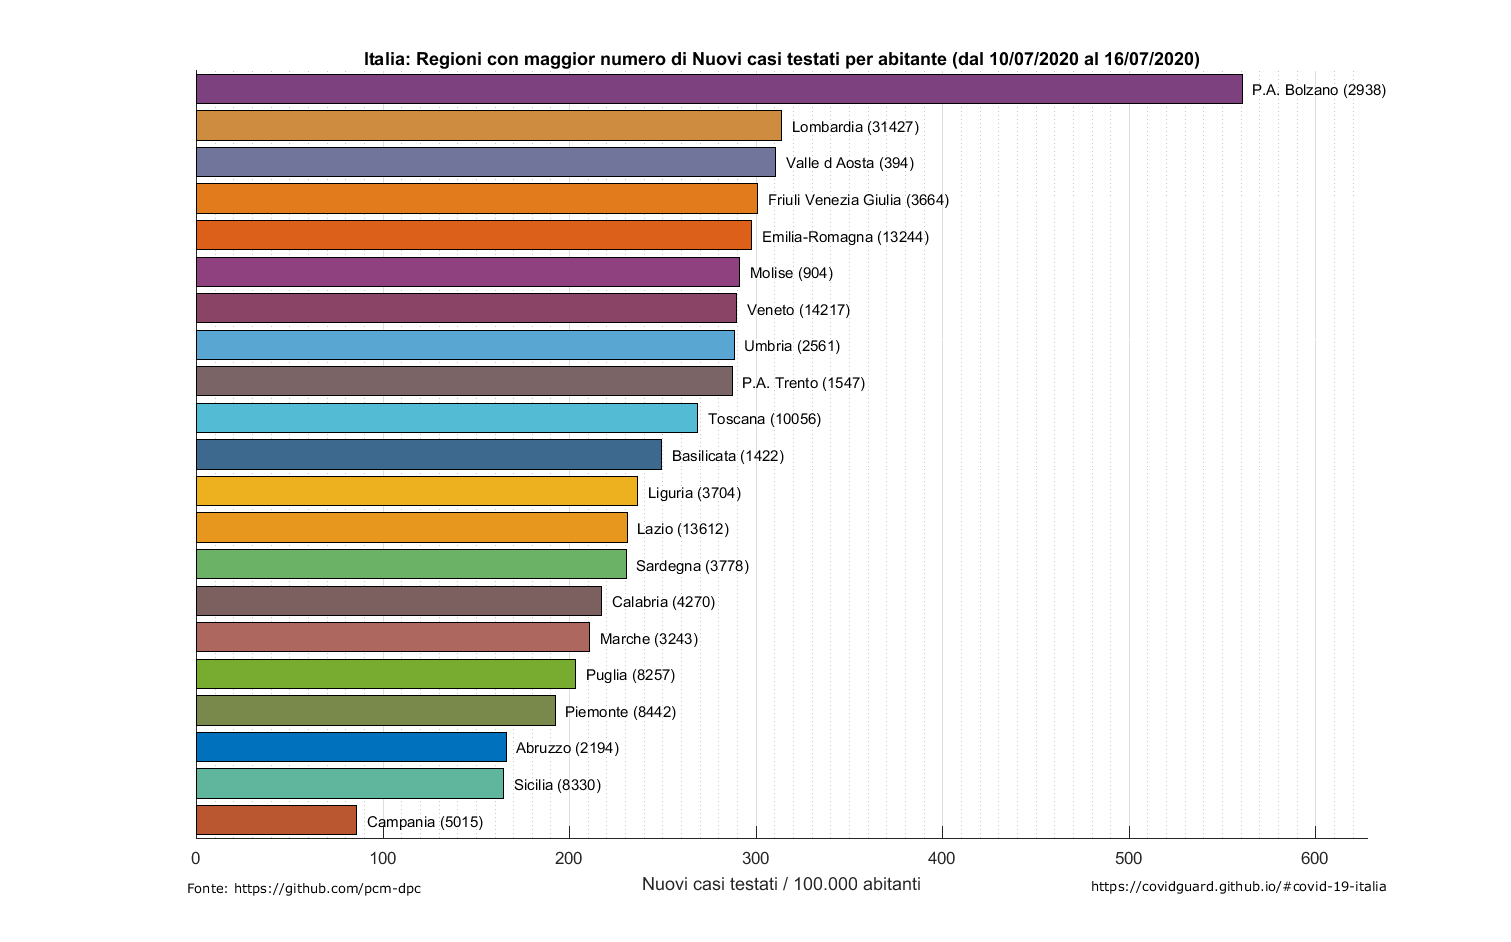 Italia: Regioni con maggior numero di Nuovi casi testati per abitante (dal 10/07/2020 al 16/07/2020)
P.A. Bolzano (2938)
Lombardia (31427)
Valle d Aosta (394)
Friuli Venezia Giulia (3664)
Emilia-Romagna (13244)
Molise (904)
Veneto (14217)
Umbria (2561)
P.A. Trento (1547)
Toscana (10056)
Basilicata (1422)
Liguria (3704)
Lazio (13612)
Sardegna (3778)
Calabria (4270)
Marche (3243)
Puglia (8257)
Piemonte (8442)
Abruzzo (2194)
Sicilia (8330)
Campania (5015)
0 100 200 300 400 500 600
Nuovi casi testati / 100.000 abitanti
Fonte: https://github.com/pcm-dpc
https://covidguard.github.io/#covid-19-italia